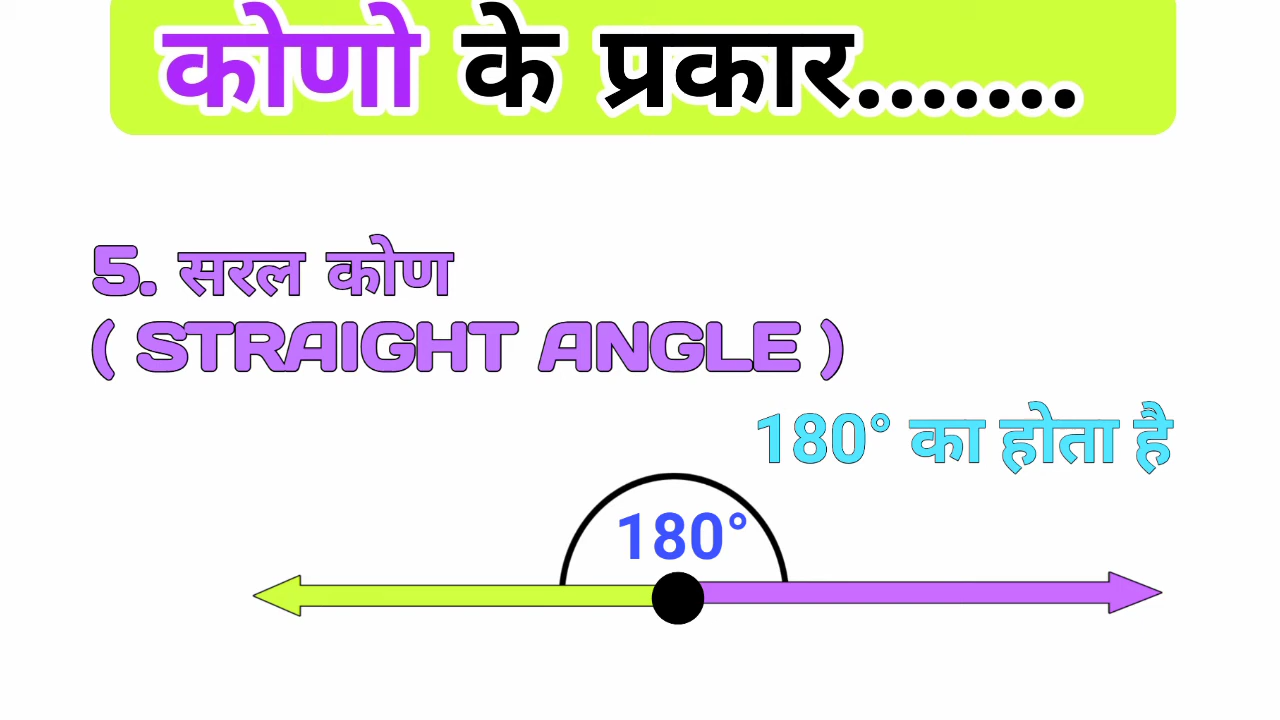 कोणो के प्रकार.......
5. सरल कोण
( STRAIGHT ANGLE )
180° का होता है
180°